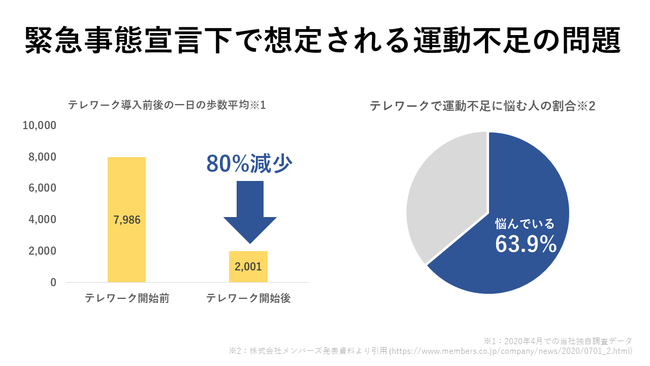 緊急事態宣言下で想定される運動不足の問題
テレワーク導入前後の一日の歩数平均※1
10,000
8,000
6,000
4,000
2,000
0
7,986
80%減少
2,001
テレワーク開始前
テレワーク開始後
テレワークで運動不足に悩む人の割合※2
悩んでいる
63.9%
※1：2020年4月での当社独自調査データ
※2：株式会社メンバーズ発表資料より引用(https://www.members.co.jp/company/news/2020/0701_2.html)